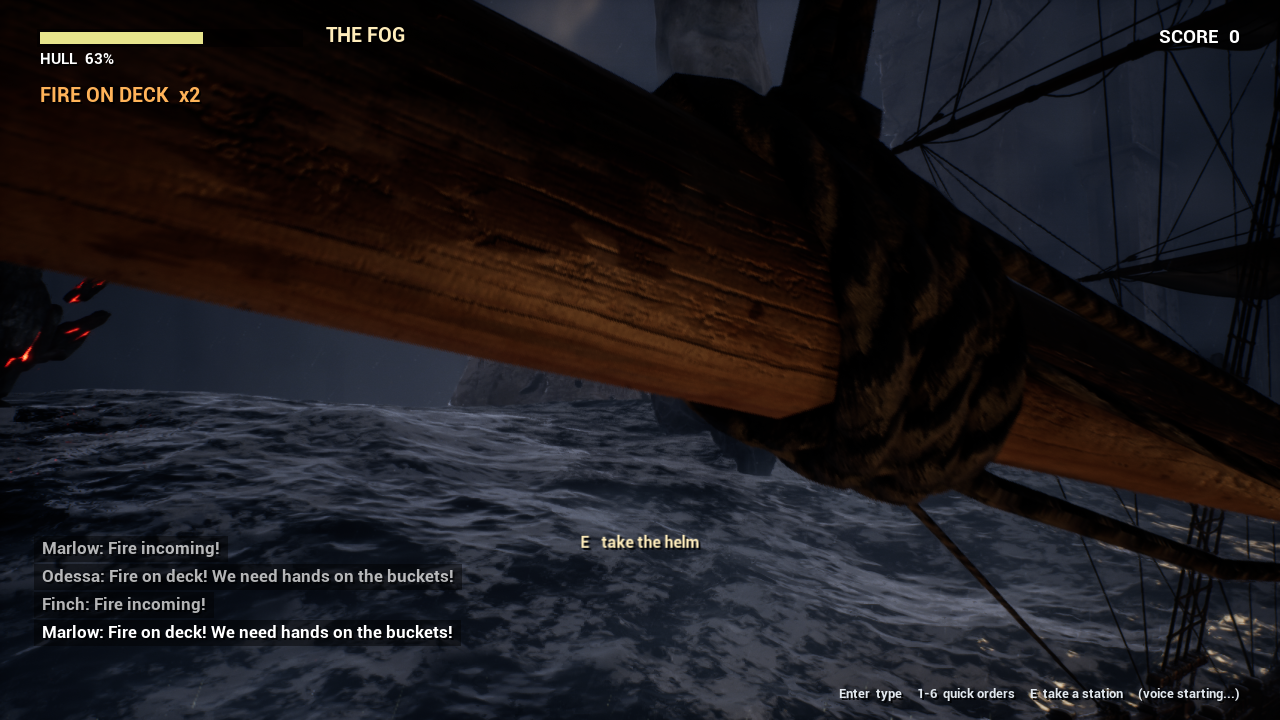 THE FOG
SCORE 0
HULL 63%
FIRE ON DECK x2
E take the helm
Marlow: Fire incoming!
Odessa: Fire on deck! We need hands on the buckets!
Finch: Fire incoming!
Marlow: Fire on deck! We need hands on the buckets!
Enter type 1-6 quick orders E take a station (voice starting...)